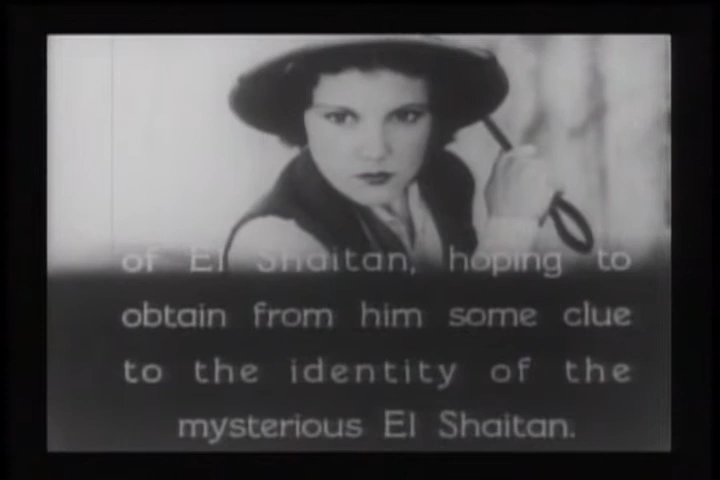 of El Shaitan, hoping to
obtain from him some clue
to the identity of the
mysterious El Shaitan.